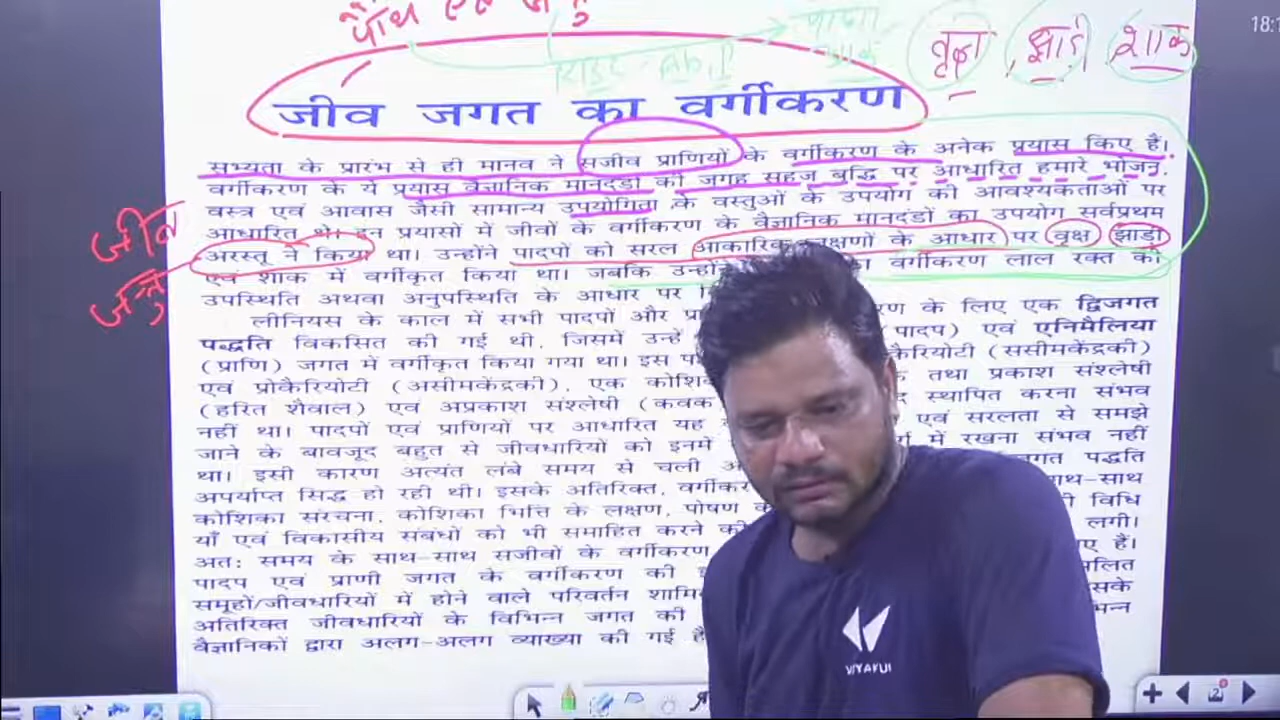 पौध एवं
वृक्ष झाड़ी शाक
18:1
जीव जगत का वर्गीकरण
सभ्यता के प्रारंभ से ही मानव ने सजीव प्राणियों के वर्गीकरण के अनेक प्रयास किए हैं।
वर्गीकरण के ये प्रयास वैज्ञानिक मानदंडों की जगह सहज बुद्धि पर आधारित हमारे भोजन,
वस्त्र एवं आवास जैसी सामान्य उपयोगिता के वस्तुओं के उपयोग की आवश्यकताओं पर
आधारित थे। इन प्रयासों में जीवों के वर्गीकरण के वैज्ञानिक मानदंडों का उपयोग सर्वप्रथम
जीव
अरस्तू ने किया था। उन्होंने पादपों को सरल आकारिक लक्षणों के आधार पर वृक्ष झाड़ी
एवं शाक में वर्गीकृत किया था। जबकि उन्होंने वर्गीकरण लाल रक्त की
जन्तु
उपस्थिति अथवा अनुपस्थिति के आधार पर
लीनियस के काल में सभी पादपों और के लिए एक द्विजगत
पद्धति विकसित की गई थी, जिसमें उन्हें पादप) एवं एनिमैलिया
(प्राणि) जगत में वर्गीकृत किया गया था। इस (ससीमकेंद्रकी)
एवं प्रोकैरियोटी (असीमकेंद्रकी), एक तथा प्रकाश संश्लेषी
(हरित शैवाल) एवं अप्रकाश संश्लेषी (कवक स्थापित करना संभव
नहीं था। पादपों एवं प्राणियों पर आधारित यह एवं सरलता से समझे
जाने के बावजूद बहुत से जीवधारियों को इनमें में रखना संभव नहीं
था। इसी कारण अत्यंत लंबे समय से चली जगत पद्धति
अपर्याप्त सिद्ध हो रही थी। इसके अतिरिक्त, साथ-साथ
कोशिका संरचना, कोशिका भित्ति के लक्षण, पोषण विधि
याँ एवं विकासीय संबंधों को भी समाहित करने की लगी।
अतः समय के साथ-साथ सजीवों के वर्गीकरण हैं।
पादप एवं प्राणी जगत के वर्गीकरण की
समूहों/जीवधारियों में होने वाले परिवर्तन
अतिरिक्त जीवधारियों के विभिन्न जगत की
वैज्ञानिकों द्वारा अलग-अलग व्याख्या की गई
VIYAKUL
2